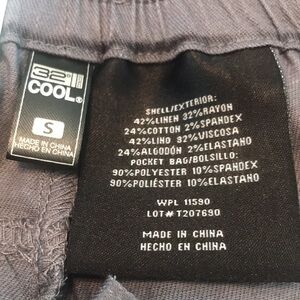 32°
COOL®
S
MADE IN CHINA
HECHO EN CHINA
SHELL/EXTERIOR:
42%LINEN 32%RAYON
24%COTTON 2%SPANDEX
42%LINO 32% VISCOSA
24%ALGODÓN 2%ELASTANO
POCKET BAG/BOLSILLO:
90%POLYESTER 10%SPANDEX
90%POLIÉSTER 10%ELASTANO
WPL 11590
LOT# T207690
MADE IN CHINA
HECHO EN CHINA